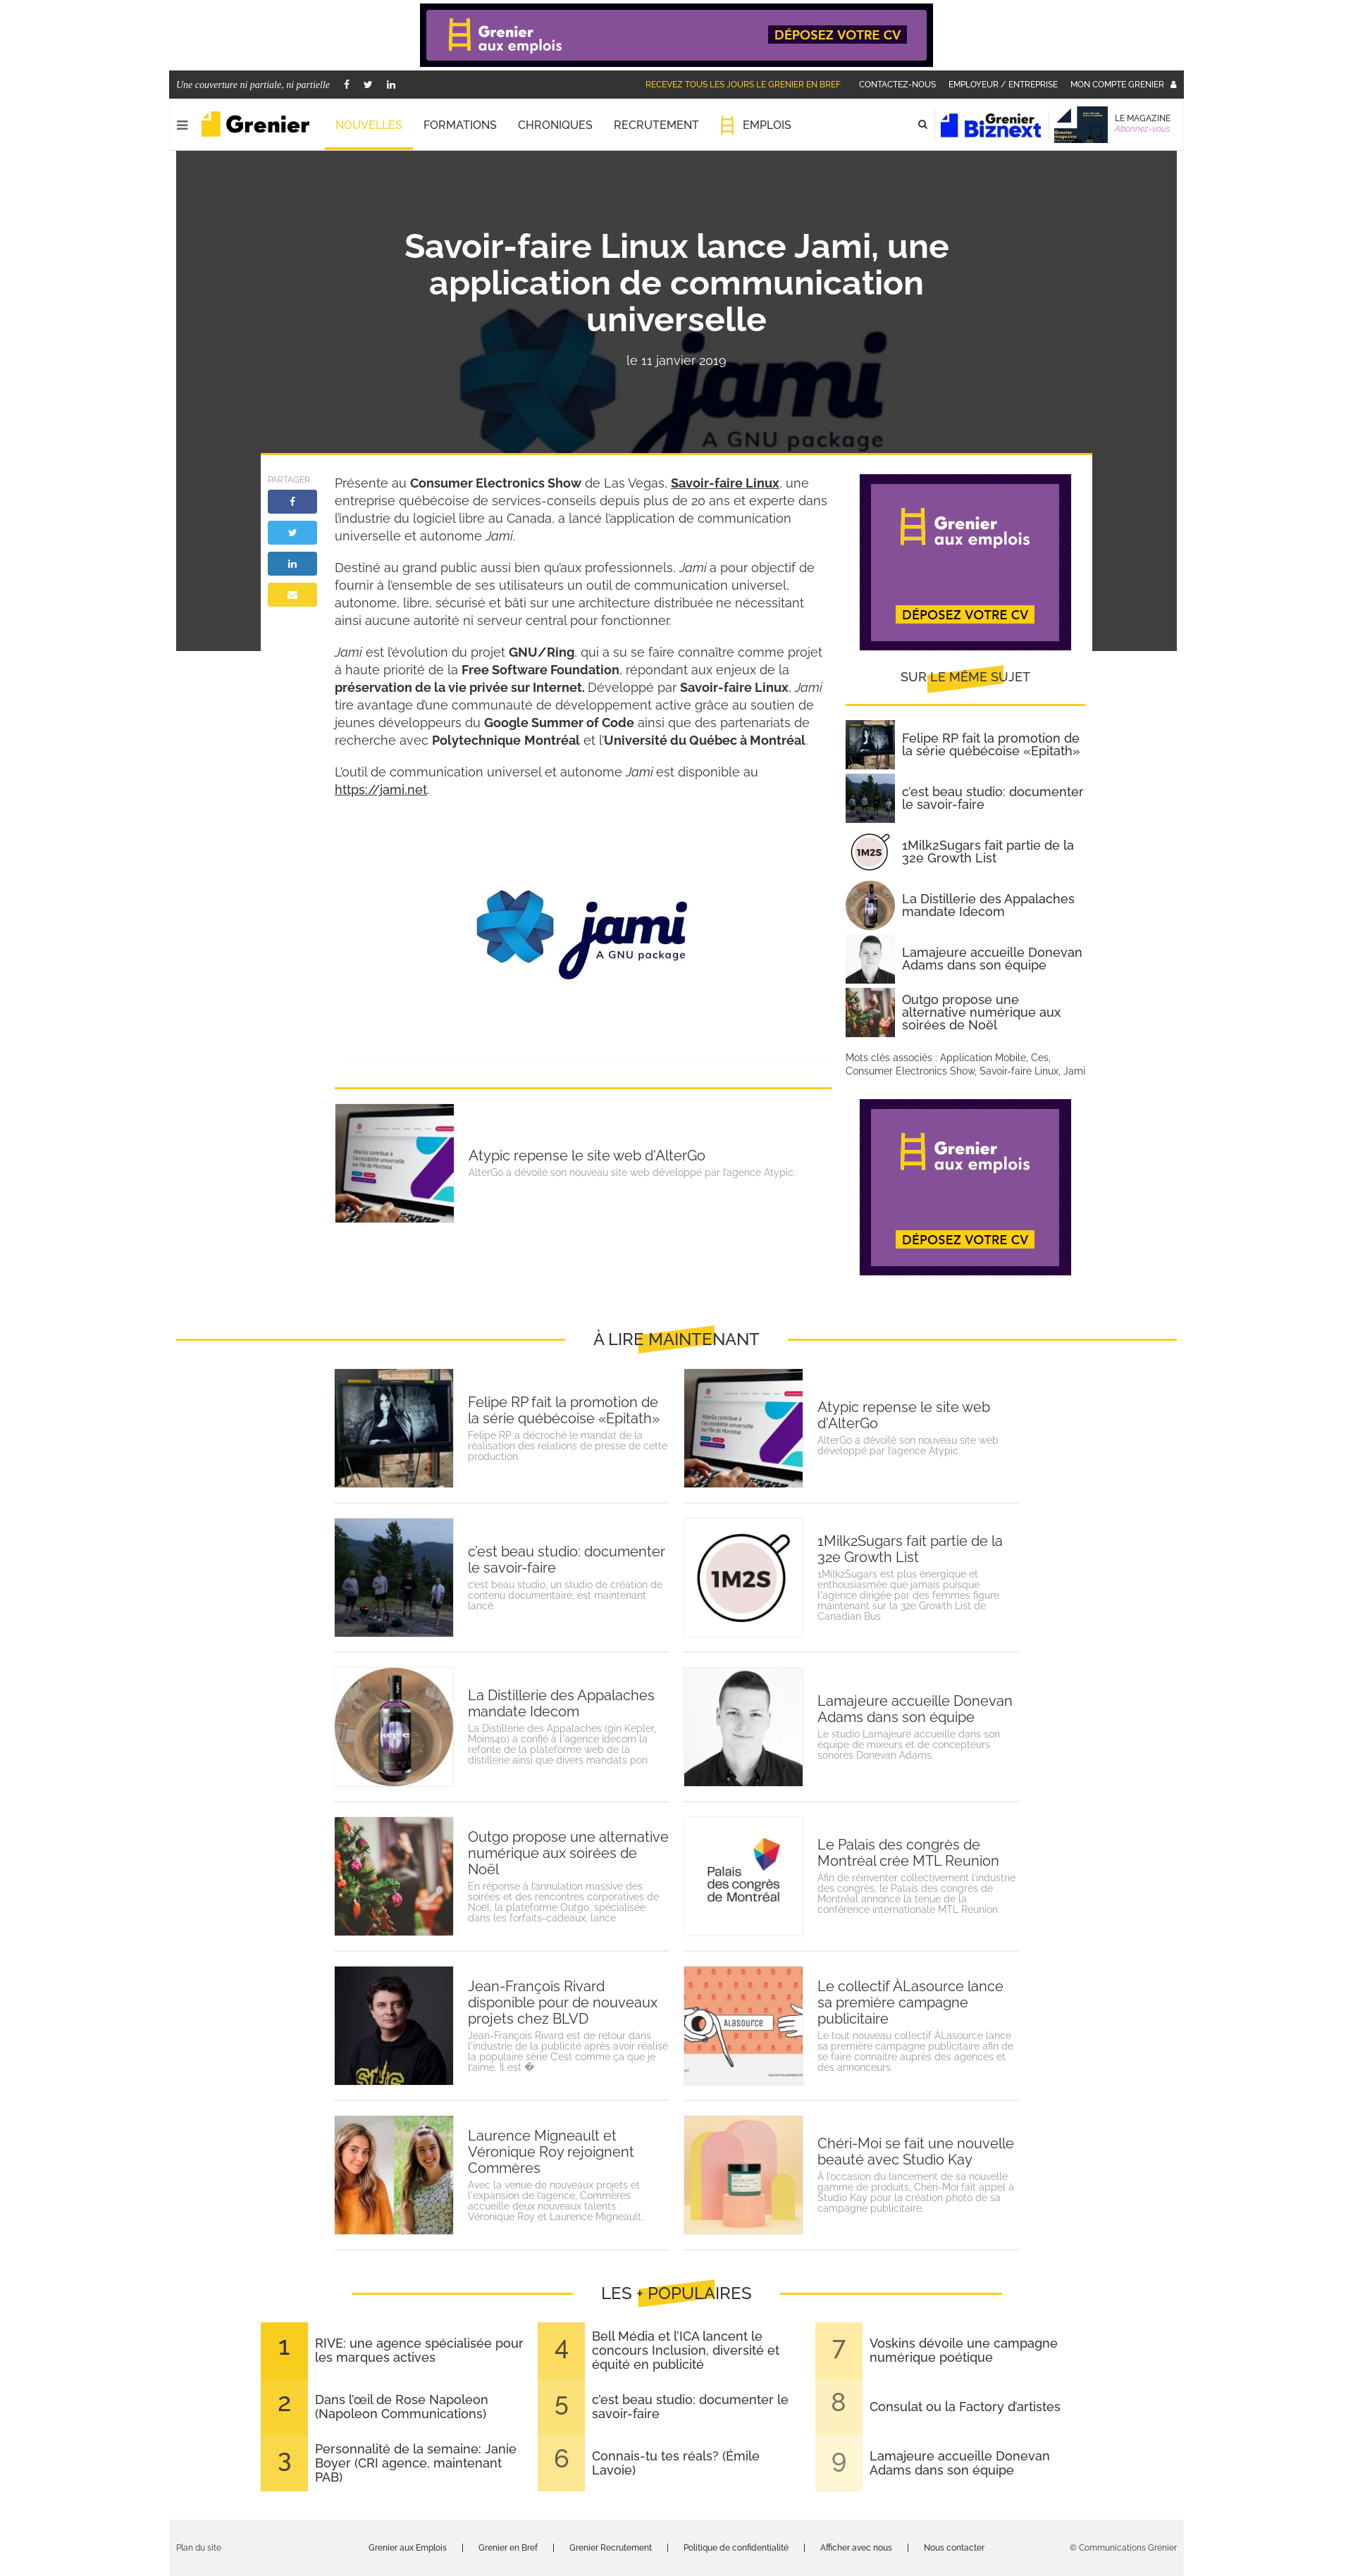 Grenier
aux emplois
DÉPOSEZ VOTRE CV
Une couverture ni partiale, ni partielle
RECEVEZ TOUS LES JOURS LE GRENIER EN BREF
CONTACTEZ-NOUS
EMPLOYEUR / ENTREPRISE
MON COMPTE GRENIER
Grenier
NOUVELLES
FORMATIONS
CHRONIQUES
RECRUTEMENT
EMPLOIS
Grenier
Biznext
LE MAGAZINE
Abonnez-vous
Savoir-faire Linux lance Jami, une
application de communication
universelle
le 11 janvier 2019
jami
A GNU package
PARTAGER
Présente au Consumer Electronics Show de Las Vegas, Savoir-faire Linux, une
entreprise québécoise de services-conseils depuis plus de 20 ans et experte dans
l’industrie du logiciel libre au Canada, a lancé l’application de communication
universelle et autonome Jami.
Destiné au grand public aussi bien qu’aux professionnels, Jami a pour objectif de
fournir à l’ensemble de ses utilisateurs un outil de communication universel,
autonome, libre, sécurisé et bâti sur une architecture distribuée ne nécessitant
ainsi aucune autorité ni serveur central pour fonctionner.
Jami est l’évolution du projet GNU/Ring, qui a su se faire connaître comme projet
à haute priorité de la Free Software Foundation, répondant aux enjeux de la
préservation de la vie privée sur Internet. Développé par Savoir-faire Linux, Jami
tire avantage d’une communauté de développement active grâce au soutien de
jeunes développeurs du Google Summer of Code ainsi que des partenariats de
recherche avec Polytechnique Montréal et l’Université du Québec à Montréal.
L’outil de communication universel et autonome Jami est disponible au
https://jami.net.
jami
A GNU package
Atypic repense le site web d'AlterGo
AlterGo a dévoilé son nouveau site web développé par l’agence Atypic.
Grenier
aux emplois
DÉPOSEZ VOTRE CV
SUR LE MÊME SUJET
Felipe RP fait la promotion de
la série québécoise «Epitath»
c’est beau studio: documenter
le savoir-faire
1M2S
1Milk2Sugars fait partie de la
32e Growth List
La Distillerie des Appalaches
mandate Idecom
Lamajeure accueille Donevan
Adams dans son équipe
Outgo propose une
alternative numérique aux
soirées de Noël
Mots clés associés : Application Mobile, Ces,
Consumer Electronics Show, Savoir-faire Linux, Jami
Grenier
aux emplois
DÉPOSEZ VOTRE CV
À LIRE MAINTENANT
Felipe RP fait la promotion de
la série québécoise «Epitath»
Felipe RP a décroché le mandat de la
réalisation des relations de presse de cette
production.
Atypic repense le site web
d'AlterGo
AlterGo a dévoilé son nouveau site web
développé par l’agence Atypic.
c’est beau studio: documenter
le savoir-faire
c’est beau studio, un studio de création de
contenu documentaire, est maintenant
lancé.
1M2S
1Milk2Sugars fait partie de la
32e Growth List
1Milk2Sugars est plus énergique et
enthousiasmée que jamais puisque
l'agence dirigée par des femmes figure
maintenant sur la 32e Growth List de
Canadian Bus
La Distillerie des Appalaches
mandate Idecom
La Distillerie des Appalaches (gin Kepler,
Moins40) a confié à l'agence Idecom la
refonte de la plateforme web de la
distillerie ainsi que divers mandats pon
Lamajeure accueille Donevan
Adams dans son équipe
Le studio Lamajeure accueille dans son
équipe de mixeurs et de concepteurs
sonores Donevan Adams.
Outgo propose une alternative
numérique aux soirées de
Noël
En réponse à l’annulation massive des
soirées et des rencontres corporatives de
Noël, la plateforme Outgo, spécialisée
dans les forfaits-cadeaux, lance
Palais
des congrès
de Montréal
Le Palais des congrès de
Montréal crée MTL Reunion
Afin de réinventer collectivement l’industrie
des congrès, le Palais des congrès de
Montréal annonce la tenue de la
conférence internationale MTL Reunion
Jean-François Rivard
disponible pour de nouveaux
projets chez BLVD
Jean-François Rivard est de retour dans
l’industrie de la publicité après avoir réalisé
la populaire série C’est comme ça que je
t’aime. Il est �
ALASOURCE
Le collectif ÀLasource lance
sa première campagne
publicitaire
Le tout nouveau collectif ÀLasource lance
sa première campagne publicitaire afin de
se faire connaitre auprès des agences et
des annonceurs.
Laurence Migneault et
Véronique Roy rejoignent
Commères
Avec la venue de nouveaux projets et
l'expansion de l’agence, Commères
accueille deux nouveaux talents :
Véronique Roy et Laurence Migneault.
Chéri-Moi se fait une nouvelle
beauté avec Studio Kay
À l’occasion du lancement de sa nouvelle
gamme de produits, Chéri-Moi fait appel à
Studio Kay pour la création photo de sa
campagne publicitaire.
LES + POPULAIRES
1
RIVE: une agence spécialisée pour
les marques actives
2
Dans l’œil de Rose Napoleon
(Napoleon Communications)
3
Personnalité de la semaine: Janie
Boyer (CRI agence, maintenant
PAB)
4
Bell Média et l’ICA lancent le
concours Inclusion, diversité et
équité en publicité
5
c’est beau studio: documenter le
savoir-faire
6
Connais-tu tes réals? (Émile
Lavoie)
7
Voskins dévoile une campagne
numérique poétique
8
Consulat ou la Factory d’artistes
9
Lamajeure accueille Donevan
Adams dans son équipe
Plan du site
Grenier aux Emplois | Grenier en Bref | Grenier Recrutement | Politique de confidentialité | Afficher avec nous | Nous contacter
© Communications Grenier